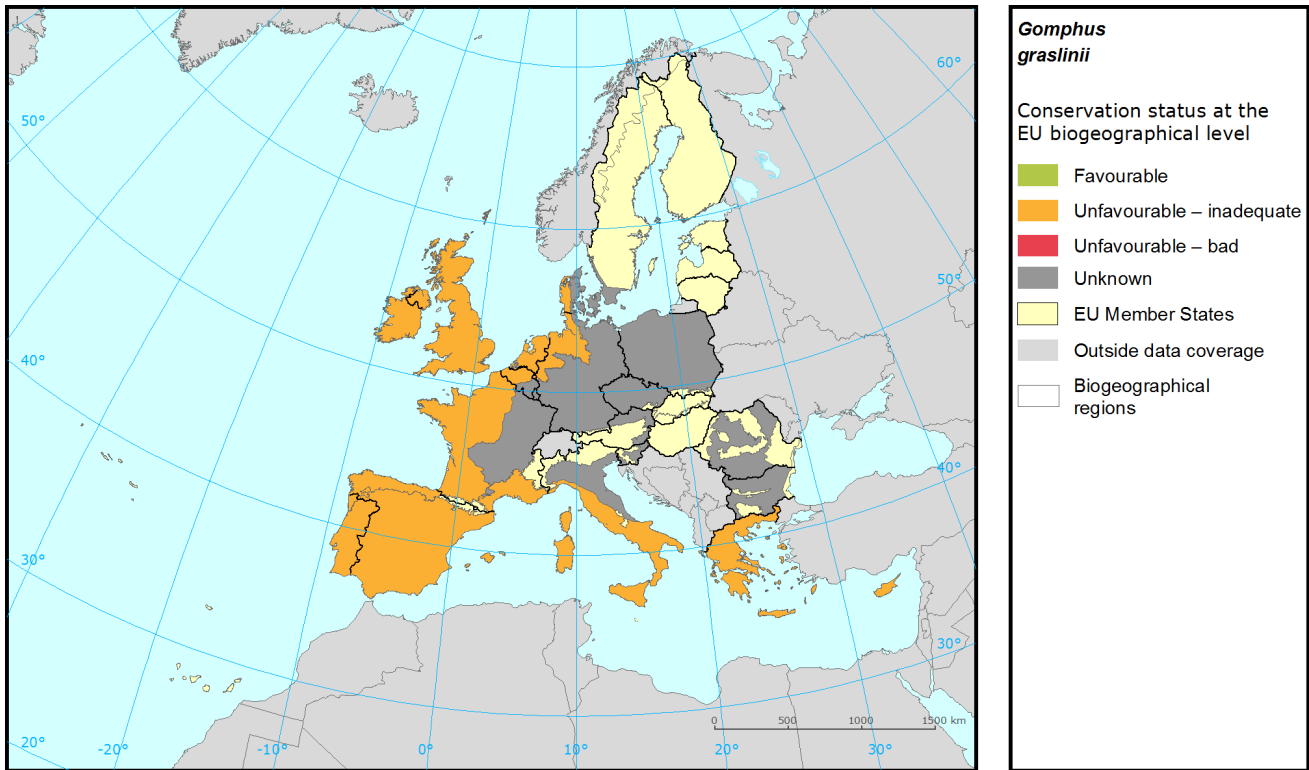 Gomphus
graslinii
Conservation status at the
EU biogeographical level
Favourable
Unfavourable – inadequate
Unfavourable – bad
Unknown
EU Member States
Outside data coverage
Biogeographical
regions
60°
50°
50°
40°
40°
30°
30°
0 500 1000 1500 km
20° -20° -10° 0° 10° 20° 30°